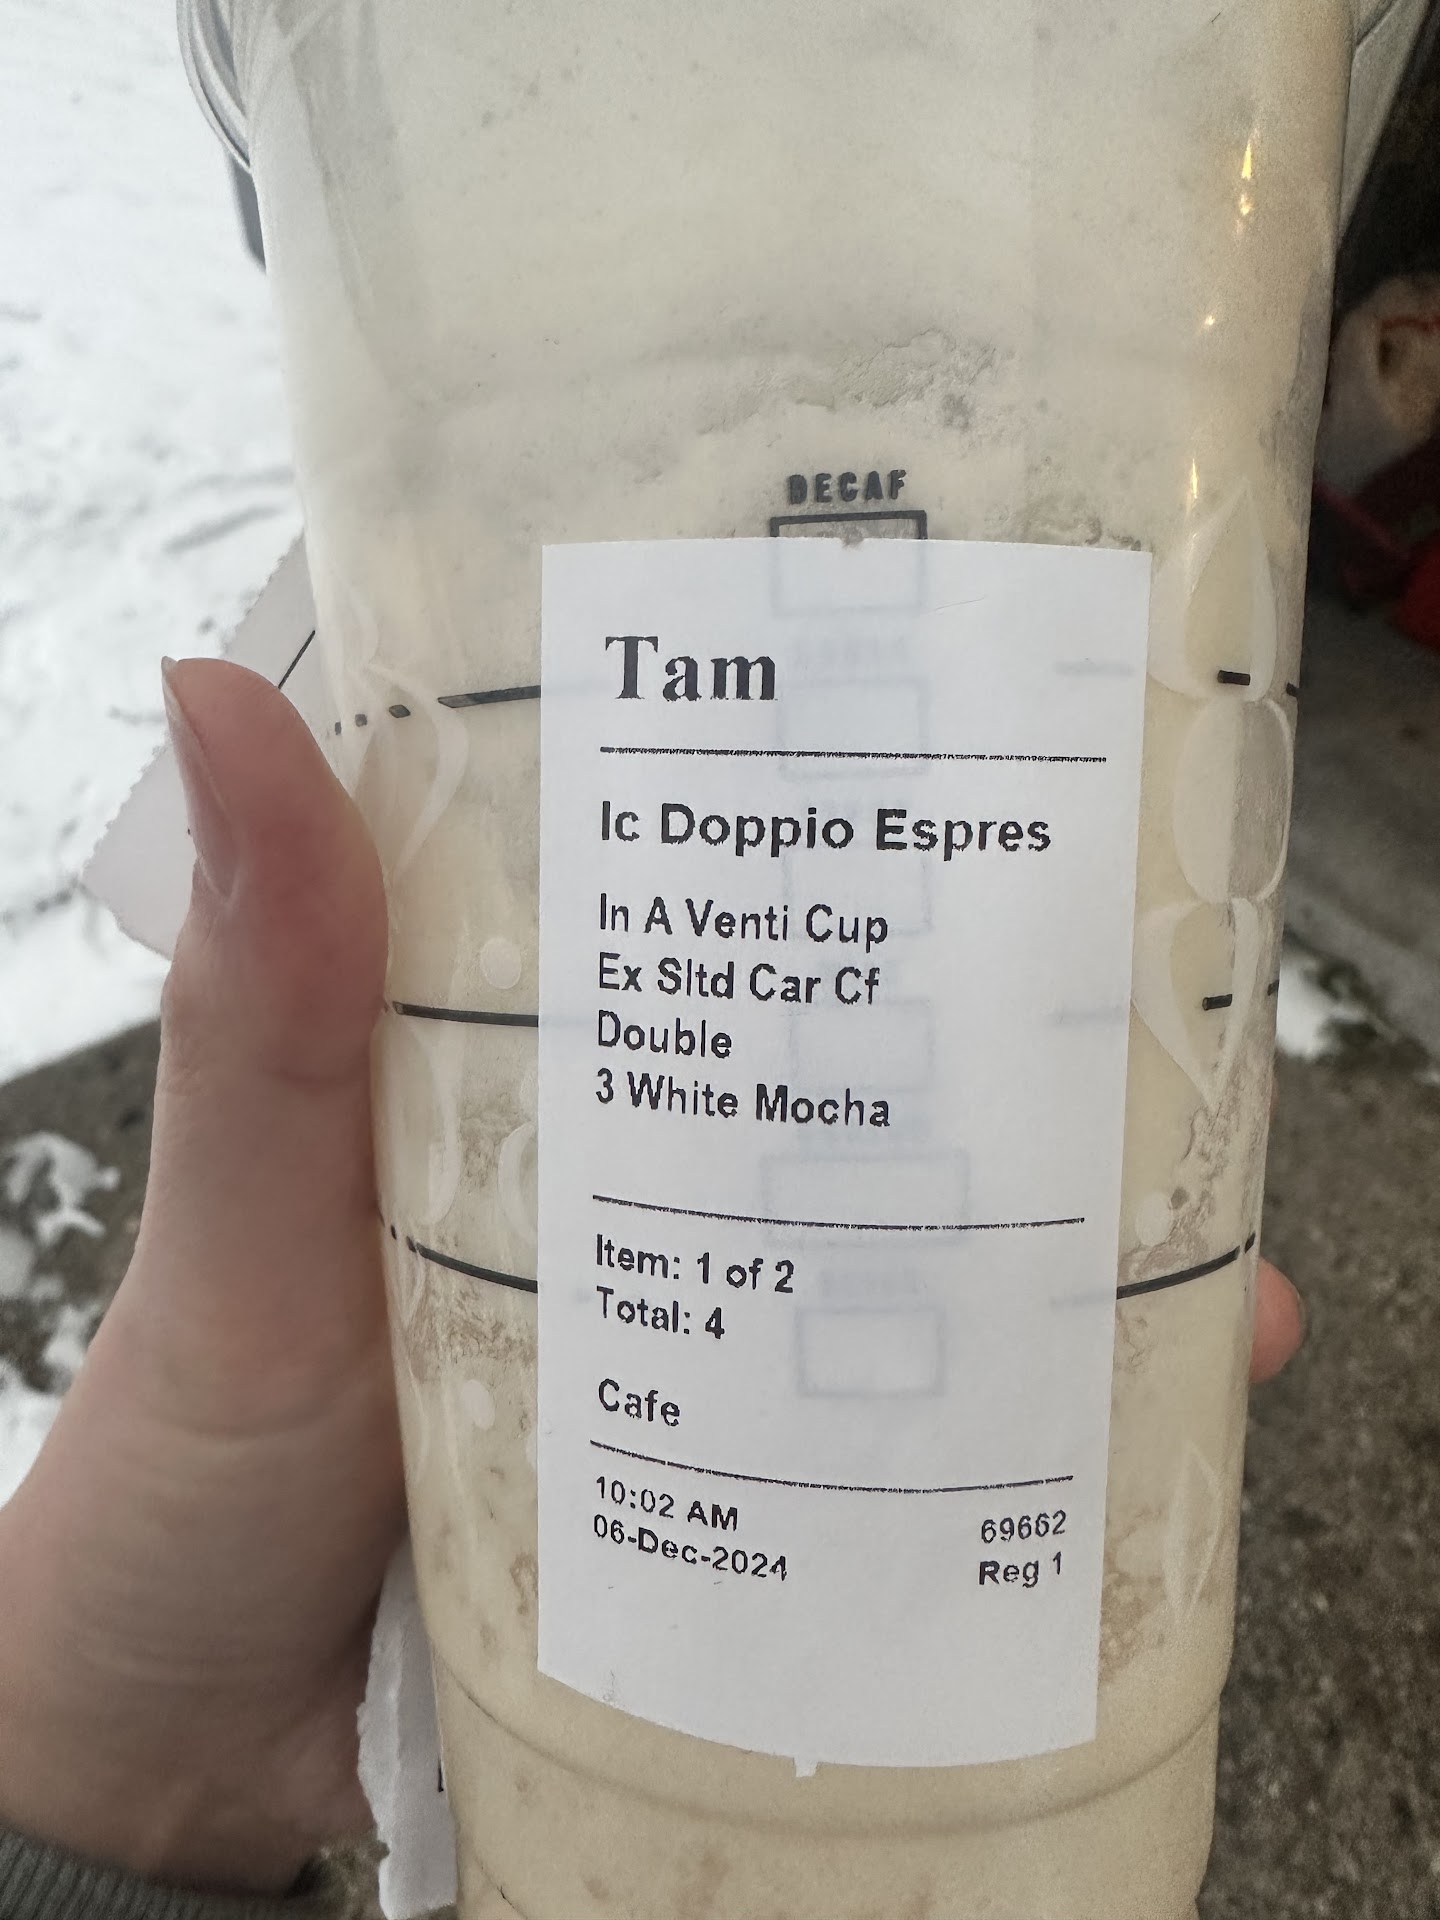 DECAF
Tam
Ic Doppio Espres
In A Venti Cup
Ex Sltd Car Cf
Double
3 White Mocha
Item: 1 of 2
Total: 4
Cafe
10:02 AM 69662
06-Dec-2024 Reg 1